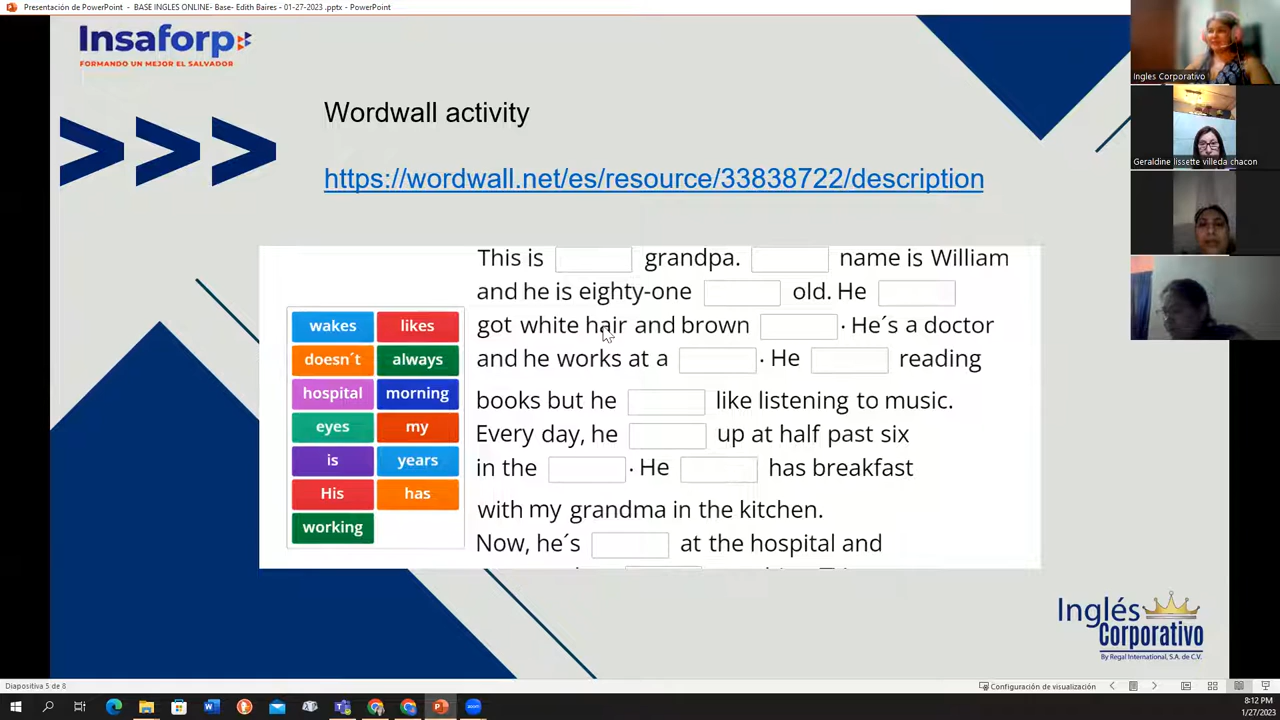 Presentación de PowerPoint - BASE INGLES ONLINE- Base- Edith Baires - 01-27-2023 .pptx - PowerPoint
Insaforp
FORMANDO UN MEJOR EL SALVADOR
Wordwall activity
https://wordwall.net/es/resource/33838722/description
wakes likes
doesn´t always
hospital morning
eyes my
is years
His has
working
This is grandpa. name is William
and he is eighty-one old. He
got white hair and brown . He´s a doctor
and he works at a . He reading
books but he like listening to music.
Every day, he up at half past six
in the . He has breakfast
with my grandma in the kitchen.
Now, he´s at the hospital and
Ingles Corporativo
Geraldine lissette villeda chacon
Inglés
Corporativo
By Regal International, S.A. de C.V.
Diapositiva 5 de 8
Configuración de visualización
8:12 PM
1/27/2023